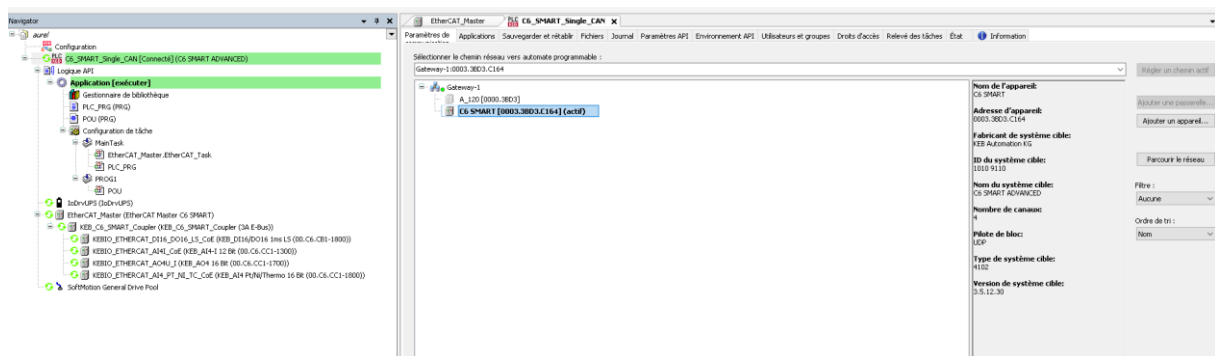 Navigator
aurel
Configuration
C6_SMART_Single_CAN [Connecté] (C6 SMART ADVANCED)
Logique API
Application [exécuter]
Gestionnaire de bibliothèque
PLC_PRG (PRG)
POU (PRG)
Configuration de tâche
MainTask
EtherCAT_Master.EtherCAT_Task
PLC_PRG
PROG1
POU
IoDrvUPS (IoDrvUPS)
EtherCAT_Master (EtherCAT Master C6 SMART)
KEB_C6_SMART_Coupler (KEB_C6_SMART_Coupler (3A E-Bus))
KEBIO_ETHERCAT_DI16_DO16_LS_CoE (KEB_DI16/DO16 1ms LS (00.C6.CB1-1800))
KEBIO_ETHERCAT_AI4I_CoE (KEB_AI4-I 12 Bit (00.C6.CC1-1300))
KEBIO_ETHERCAT_AO4U_I (KEB_AO4 16 Bit (00.C6.CC1-1700))
KEBIO_ETHERCAT_AI4_PT_NI_TC_CoE (KEB_AI4 Pt/Ni/Thermo 16 Bit (00.C6.CC1-1800))
SoftMotion General Drive Pool
EtherCAT_Master
C6_SMART_Single_CAN
Paramètres de Applications Sauvegarder et rétablir Fichiers Journal Paramètres API Environnement API Utilisateurs et groupes Droits d'accès Relevé des tâches État Information
Sélectionner le chemin réseau vers automate programmable :
Gateway-1:0003.3BD3.C164
Régler un chemin actif
Gateway-1
A_120 [0000.3BD3]
C6 SMART [0003.3BD3.C164] (actif)
Nom de l'appareil:
C6 SMART
Adresse d'appareil:
0003.3BD3.C164
Fabricant de système cible:
KEB Automation KG
ID du système cible:
1010 9110
Nom du système cible:
C6 SMART ADVANCED
Nombre de canaux:
4
Pilote de bloc:
UDP
Type de système cible:
4102
Version de système cible:
3.5.12.30
Ajouter une passerelle...
Ajouter un appareil...
Parcourir le réseau
Filtre :
Aucune
Ordre de tri :
Nom